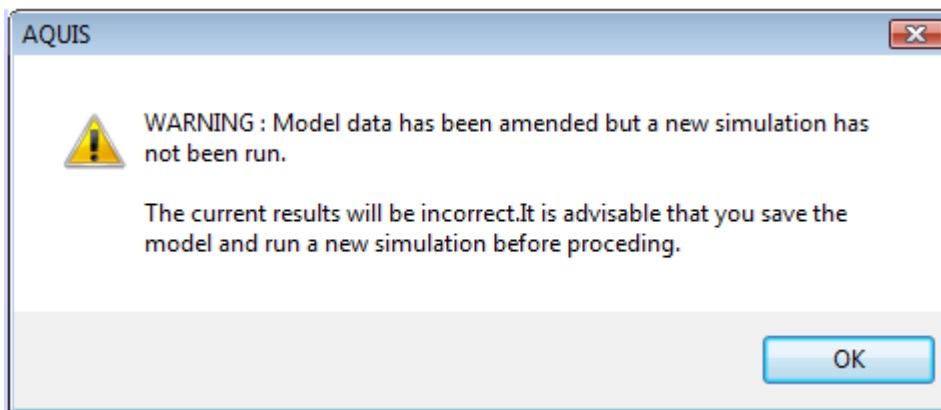 AQUIS
WARNING : Model data has been amended but a new simulation has
not been run.
The current results will be incorrect.It is advisable that you save the
model and run a new simulation before proceding.
OK